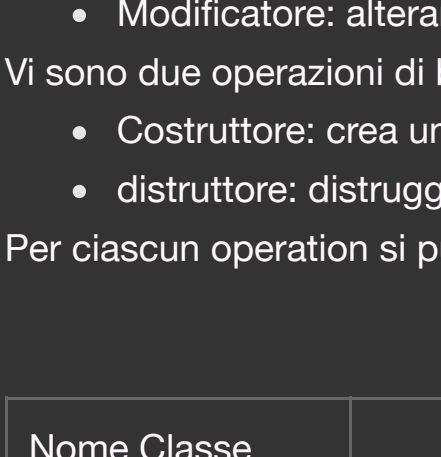 • Modificatore: altera
Vi sono due operazioni di
• Costruttore: crea un
• distruttore: distrugg
Per ciascun operation si p
Nome Classe